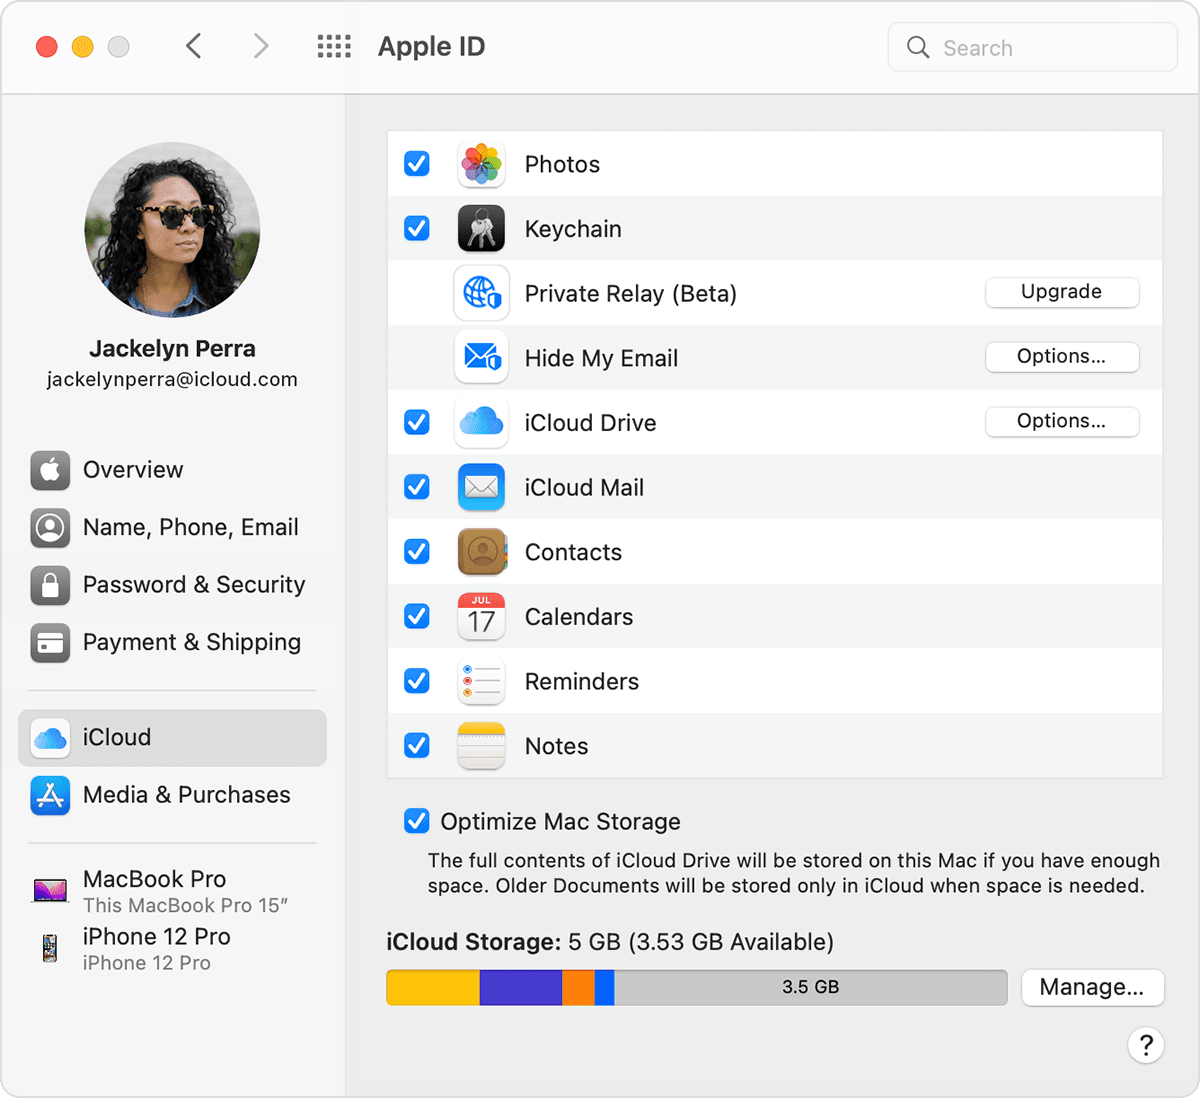 Apple ID
Search
Jackelyn Perra
jackelynperra@icloud.com
Overview
Name, Phone, Email
Password & Security
Payment & Shipping
iCloud
Media & Purchases
MacBook Pro
This MacBook Pro 15”
iPhone 12 Pro
iPhone 12 Pro
Photos
Keychain
Private Relay (Beta)
Upgrade
Hide My Email
Options...
iCloud Drive
Options...
iCloud Mail
Contacts
JUL
17
Calendars
Reminders
Notes
Optimize Mac Storage
The full contents of iCloud Drive will be stored on this Mac if you have enough
space. Older Documents will be stored only in iCloud when space is needed.
iCloud Storage: 5 GB (3.53 GB Available)
3.5 GB
Manage...
?